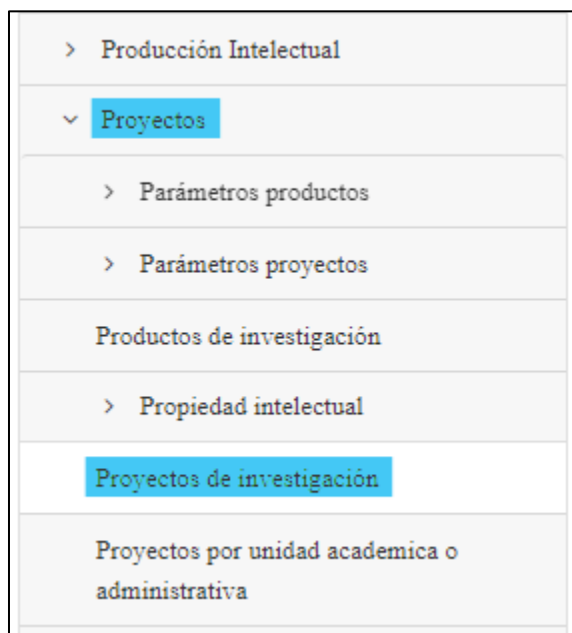 Producción Intelectual
Proyectos
Parámetros productos
Parámetros proyectos
Productos de investigación
Propiedad intelectual
Proyectos de investigación
Proyectos por unidad academica o
administrativa